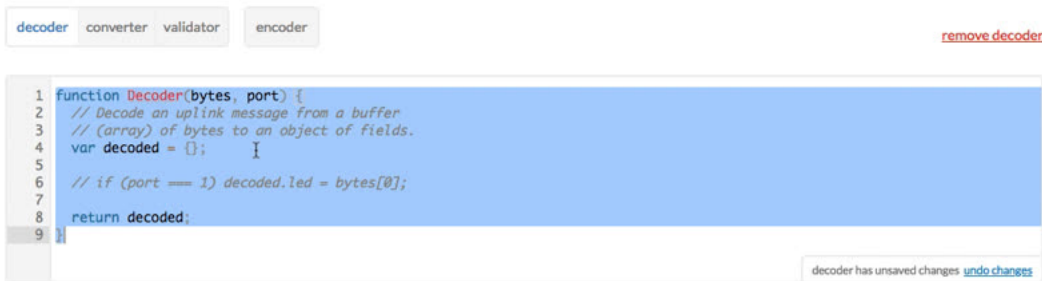 decoder converter validator encoder
remove decoder
1 function Decoder(bytes, port) {
2 // Decode an uplink message from a buffer
3 // (array) of bytes to an object of fields.
4 var decoded = {};
5
6 // if (port === 1) decoded.led = bytes[0];
7
8 return decoded;
9 }
decoder has unsaved changes undo changes